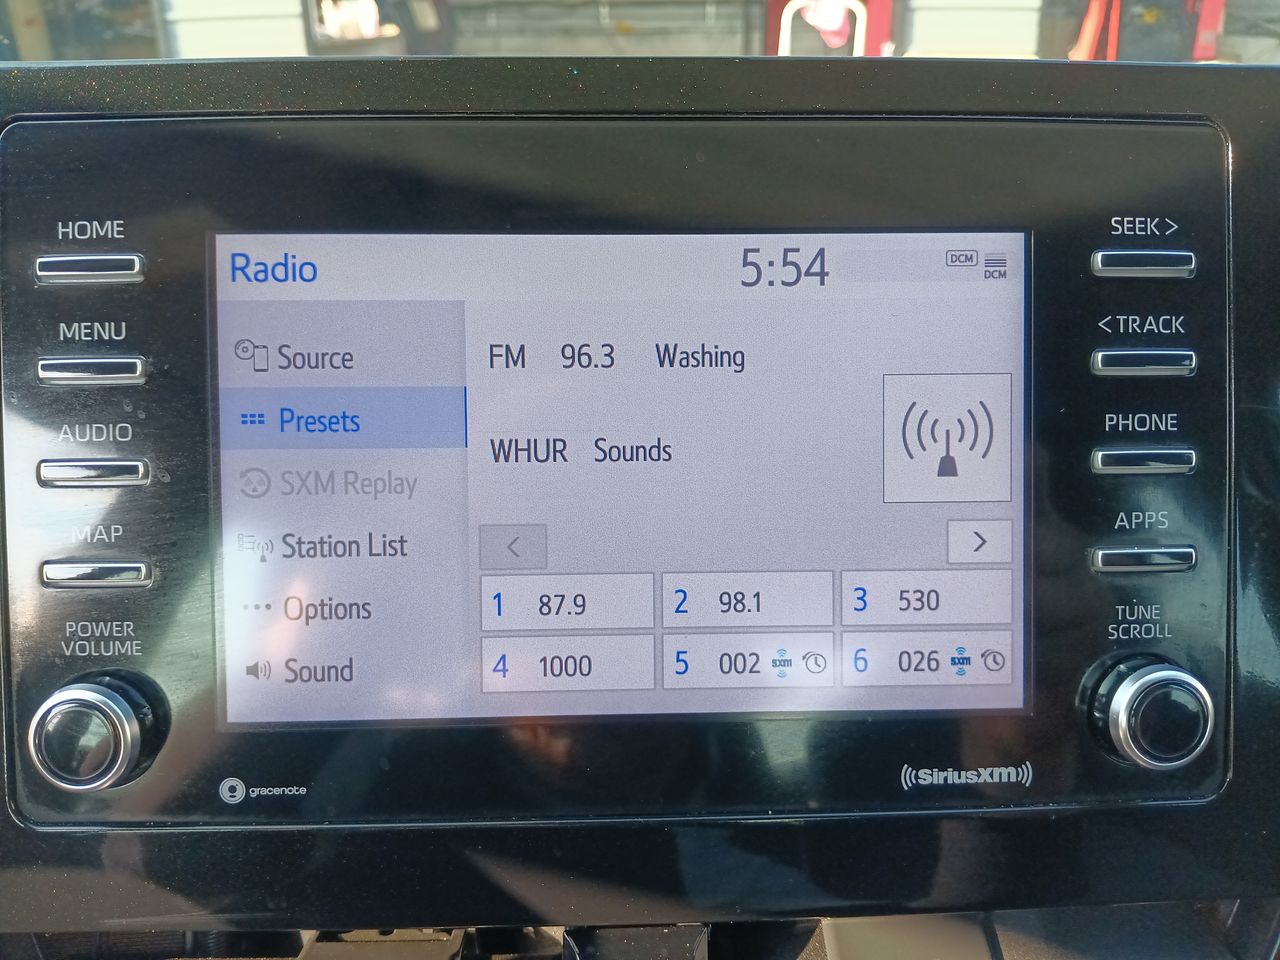 HOME
MENU
AUDIO
MAP
POWER
VOLUME
Radio 5:54 DCM DCM
Source
Presets
SXM Replay
Station List
Options
Sound
FM 96.3 Washing
WHUR Sounds
< >
1 87.9 2 98.1 3 530
4 1000 5 002 SXM 6 026 SXM
SEEK >
< TRACK
PHONE
APPS
TUNE
SCROLL
gracenote
((SiriusXM))